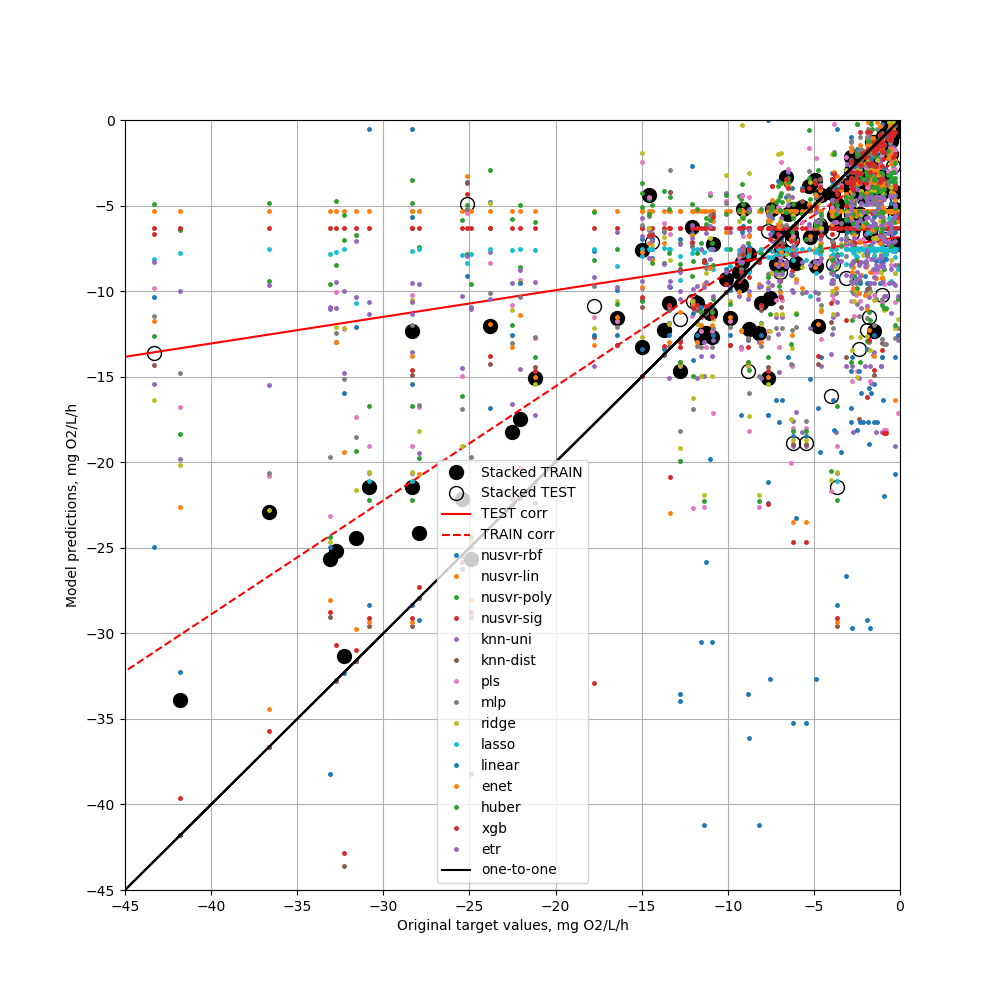 0
−5
−10
−15
−20
−25
−30
−35
−40
−45
Model predictions, mg O2/L/h
Stacked TRAIN
Stacked TEST
TEST corr
TRAIN corr
nusvr-rbf
nusvr-lin
nusvr-poly
nusvr-sig
knn-uni
knn-dist
pls
mlp
ridge
lasso
linear
enet
huber
xgb
etr
one-to-one
−45 −40 −35 −30 −25 −20 −15 −10 −5 0
Original target values, mg O2/L/h